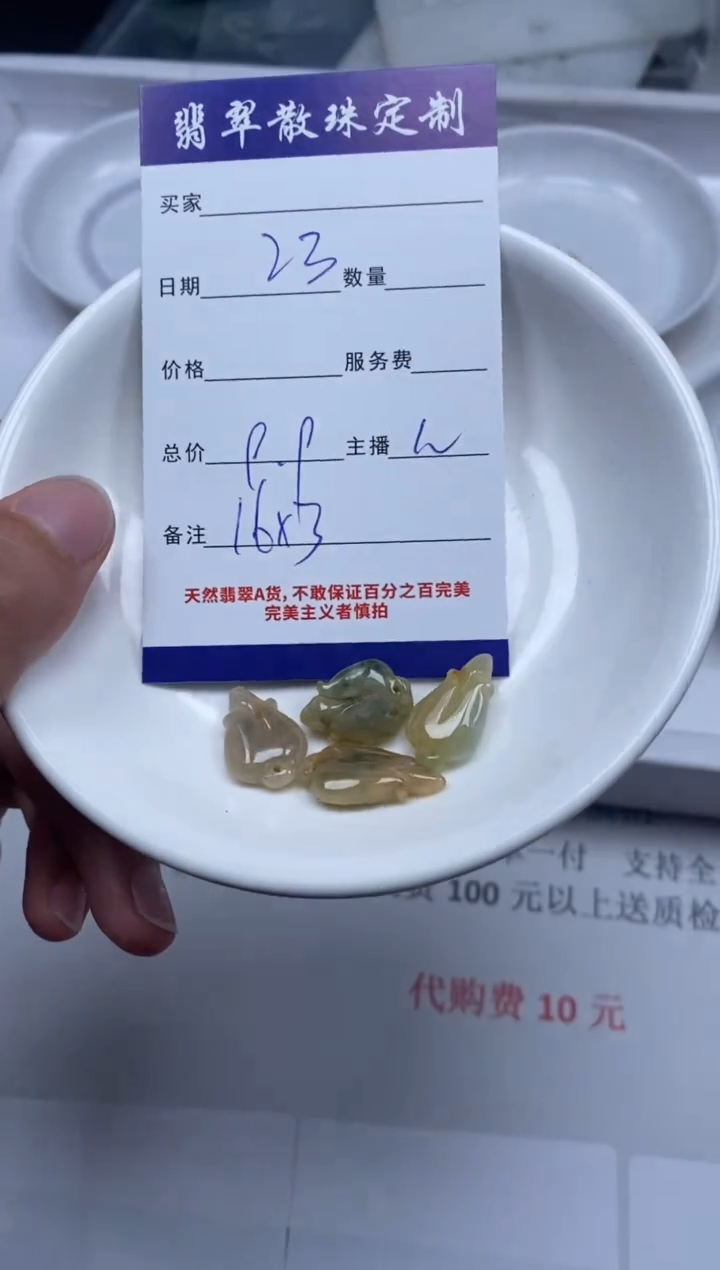 翡翠散珠定制
买家
日期 23 数量
价格 服务费
总价 主播
备注 16x3
天然翡翠A货,不敢保证百分之百完美
完美主义者慎拍
一付 支持全
100 元以上送质检
代购费 10 元